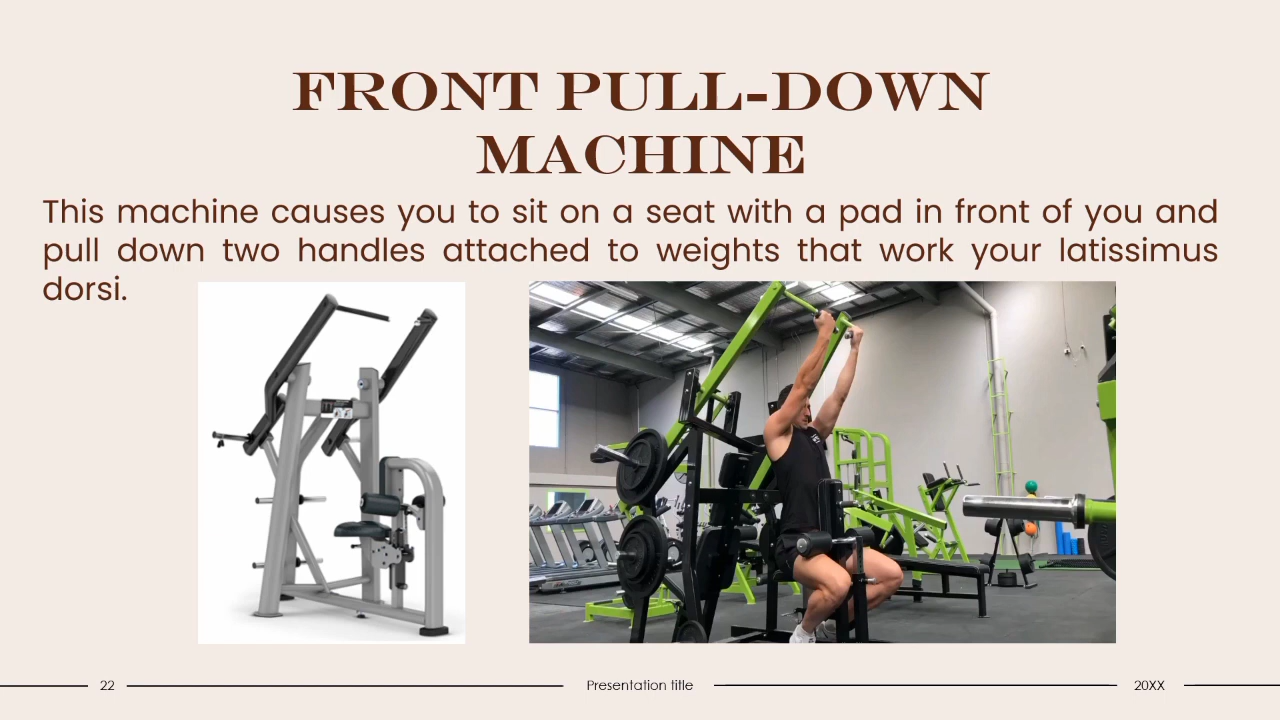 FRONT PULL-DOWN
MACHINE
This machine causes you to sit on a seat with a pad in front of you and
pull down two handles attached to weights that work your latissimus
dorsi.
22
Presentation title
20XX